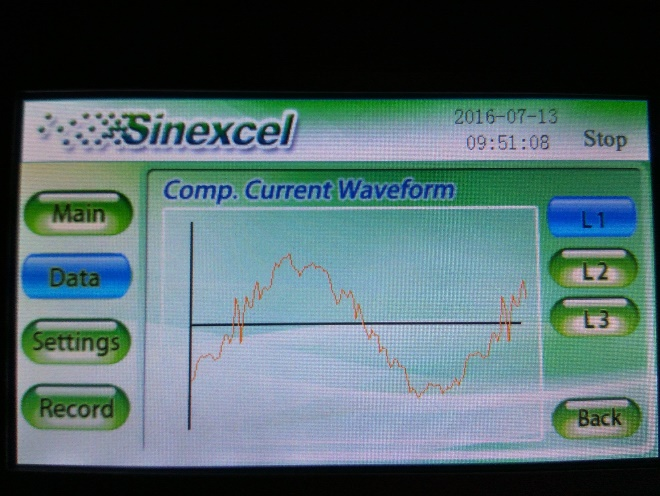 Sinexcel
2016-07-13
09:51:08
Stop
Comp. Current Waveform
Main
Data
Settings
Record
L1
L2
L3
Back